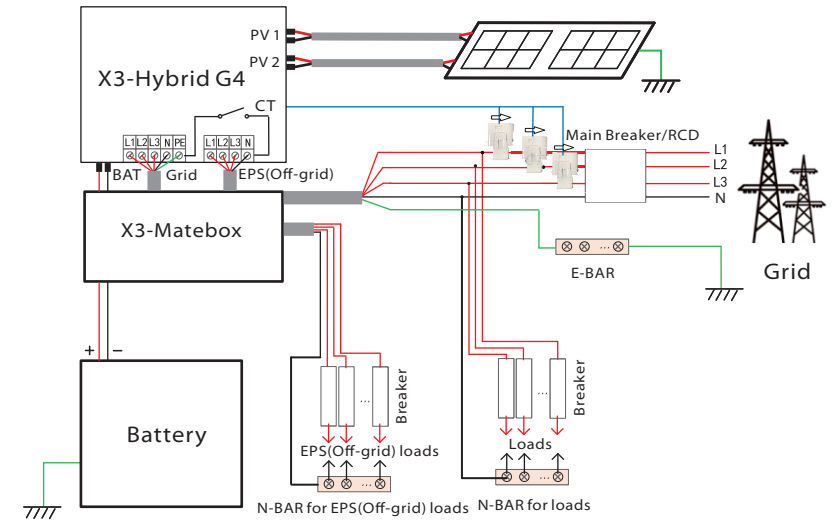 PV 1
PV 2
X3-Hybrid G4
CT
L1 L2 L3 N PE
L1 L2 L3 N
BAT
Grid
EPS(Off-grid)
Main Breaker/RCD
L1
L2
L3
N
X3-Matebox
E-BAR
Grid
+ −
Battery
Breaker
Breaker
EPS(Off-grid) loads
Loads
N-BAR for EPS(Off-grid) loads
N-BAR for loads